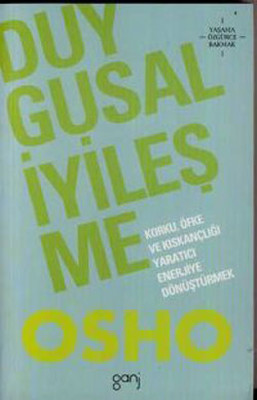 YAŞAMA
ÖZGÜRCE
BAKMAK
DUY
GUSAL
İYİLEŞ
ME
KORKU, ÖFKE
VE KISKANÇLIĞI
YARATICI
ENERJİYE
DÖNÜŞTÜRMEK
OSHO
ganj